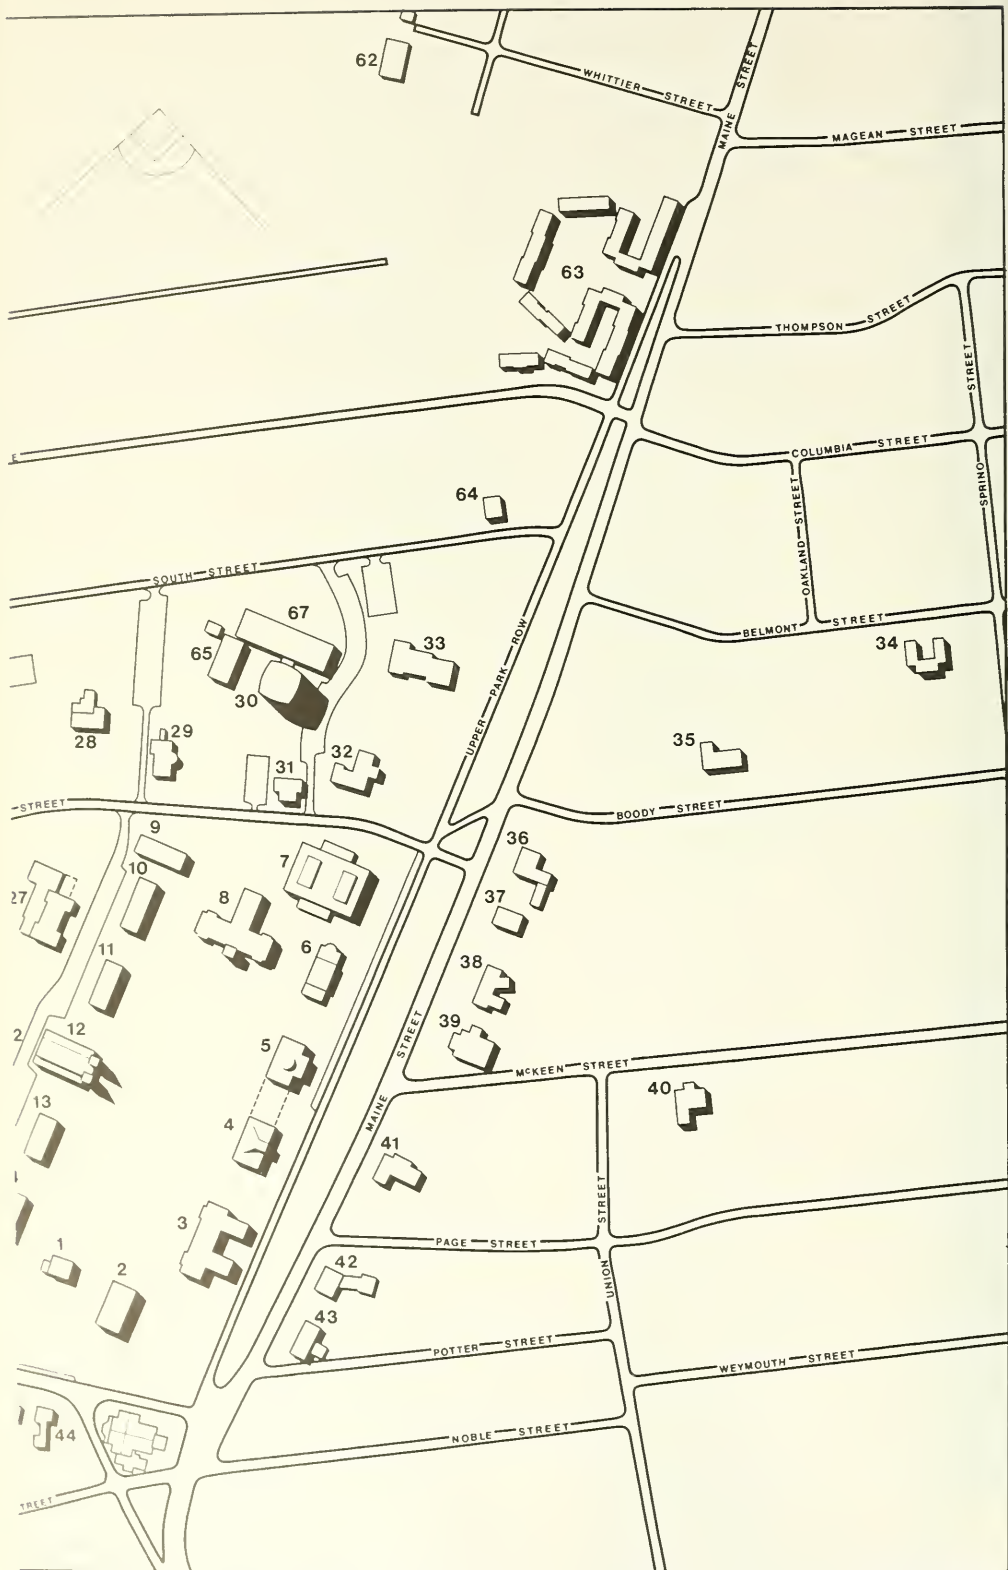 62
WHITTIER STREET
MAINE STREET
MAGEAN STREET
63
THOMPSON STREET
STREET
E
COLUMBIA STREET
SPRING
64
OAKLAND STREET
SOUTH STREET
67
BELMONT STREET
65
33
34
30
UPPER PARK ROW
28
29
35
31
32
STREET
BOODY STREET
9
7
36
10
27
8
37
11
6
38
12
2
5
39
STREET
McKEEN STREET
13
4
MAINE
40
41
3
STREET
1
2
PAGE STREET
42
UNION
43
POTTER STREET
WEYMOUTH STREET
44
NOBLE STREET
TREET